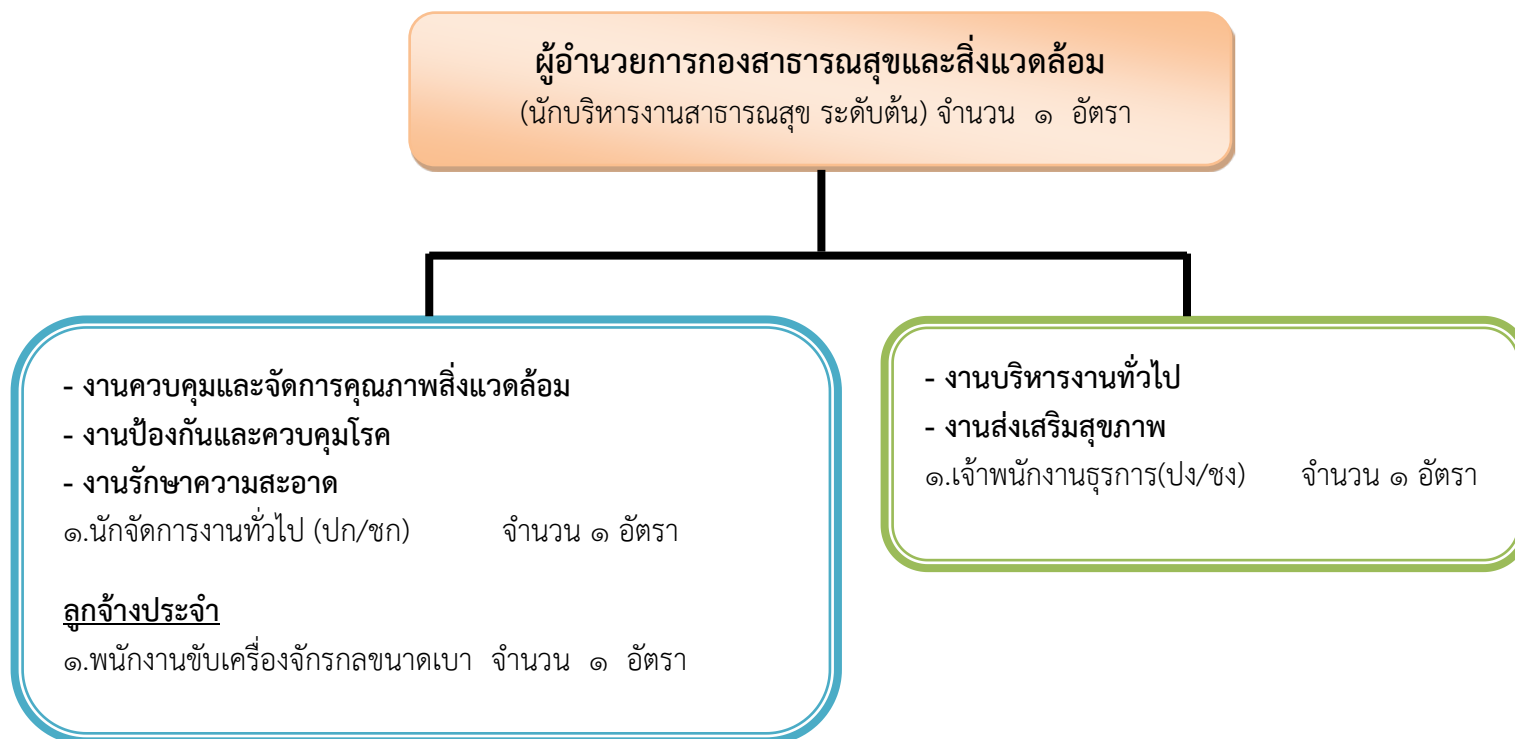 ผู้อำนวยการกองสาธารณสุขและสิ่งแวดล้อม
(นักบริหารงานสาธารณสุข ระดับต้น) จำนวน ๑ อัตรา
- งานควบคุมและจัดการคุณภาพสิ่งแวดล้อม
- งานป้องกันและควบคุมโรค
- งานรักษาความสะอาด
๑.นักจัดการงานทั่วไป (ปก/ชก) จำนวน ๑ อัตรา
ลูกจ้างประจำ
๑.พนักงานขับเครื่องจักรกลขนาดเบา จำนวน ๑ อัตรา
- งานบริหารงานทั่วไป
- งานส่งเสริมสุขภาพ
๑.เจ้าพนักงานธุรการ(ปง/ชง) จำนวน ๑ อัตรา